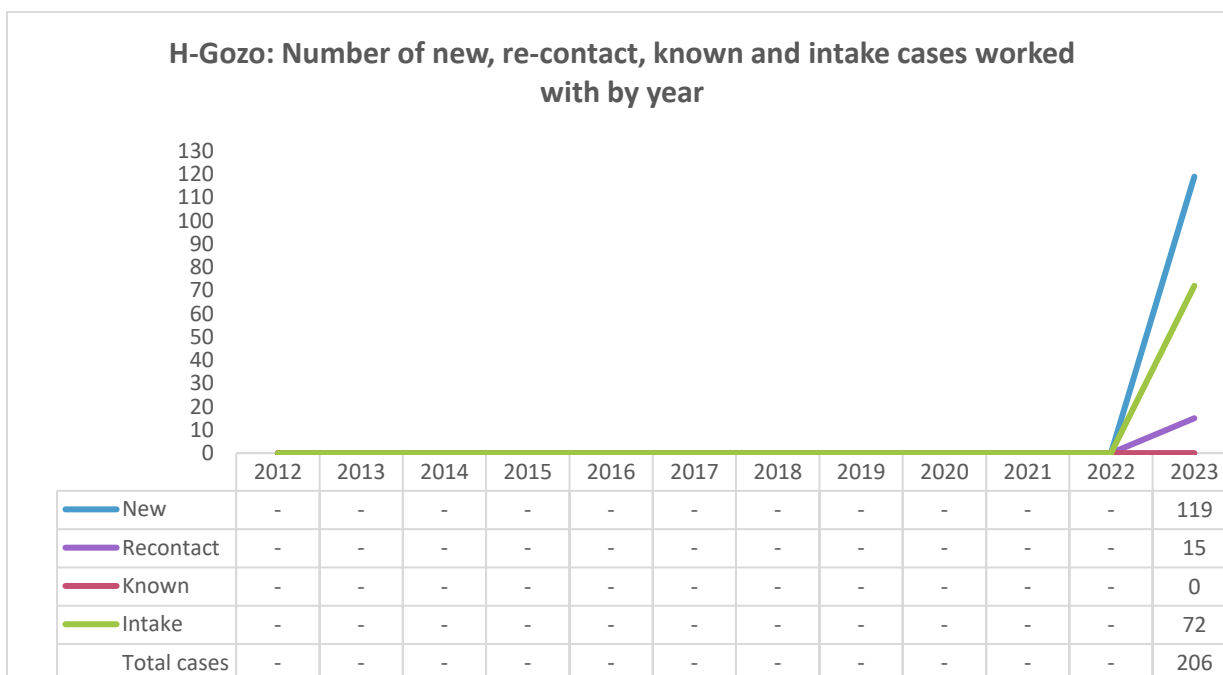 H-Gozo: Number of new, re-contact, known and intake cases worked
with by year
130
120
110
100
90
80
70
60
50
40
30
20
10
0
2012 2013 2014 2015 2016 2017 2018 2019 2020 2021 2022 2023
New - - - - - - - - - - - 119
Recontact - - - - - - - - - - - 15
Known - - - - - - - - - - - 0
Intake - - - - - - - - - - - 72
Total cases - - - - - - - - - - - 206